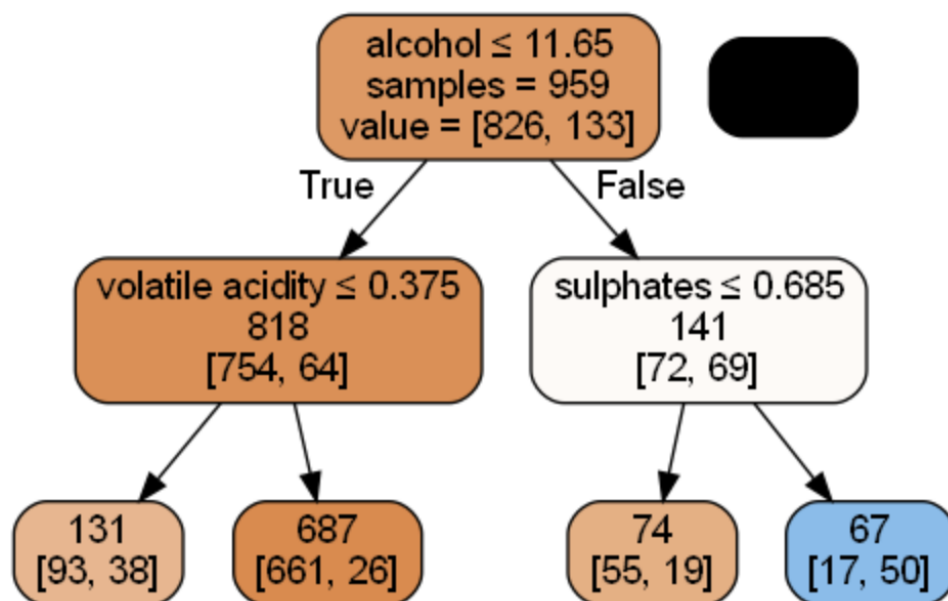 alcohol ≤ 11.65
samples = 959
value = [826, 133]
True
False
volatile acidity ≤ 0.375
818
[754, 64]
sulphates ≤ 0.685
141
[72, 69]
131
[93, 38]
687
[661, 26]
74
[55, 19]
67
[17, 50]